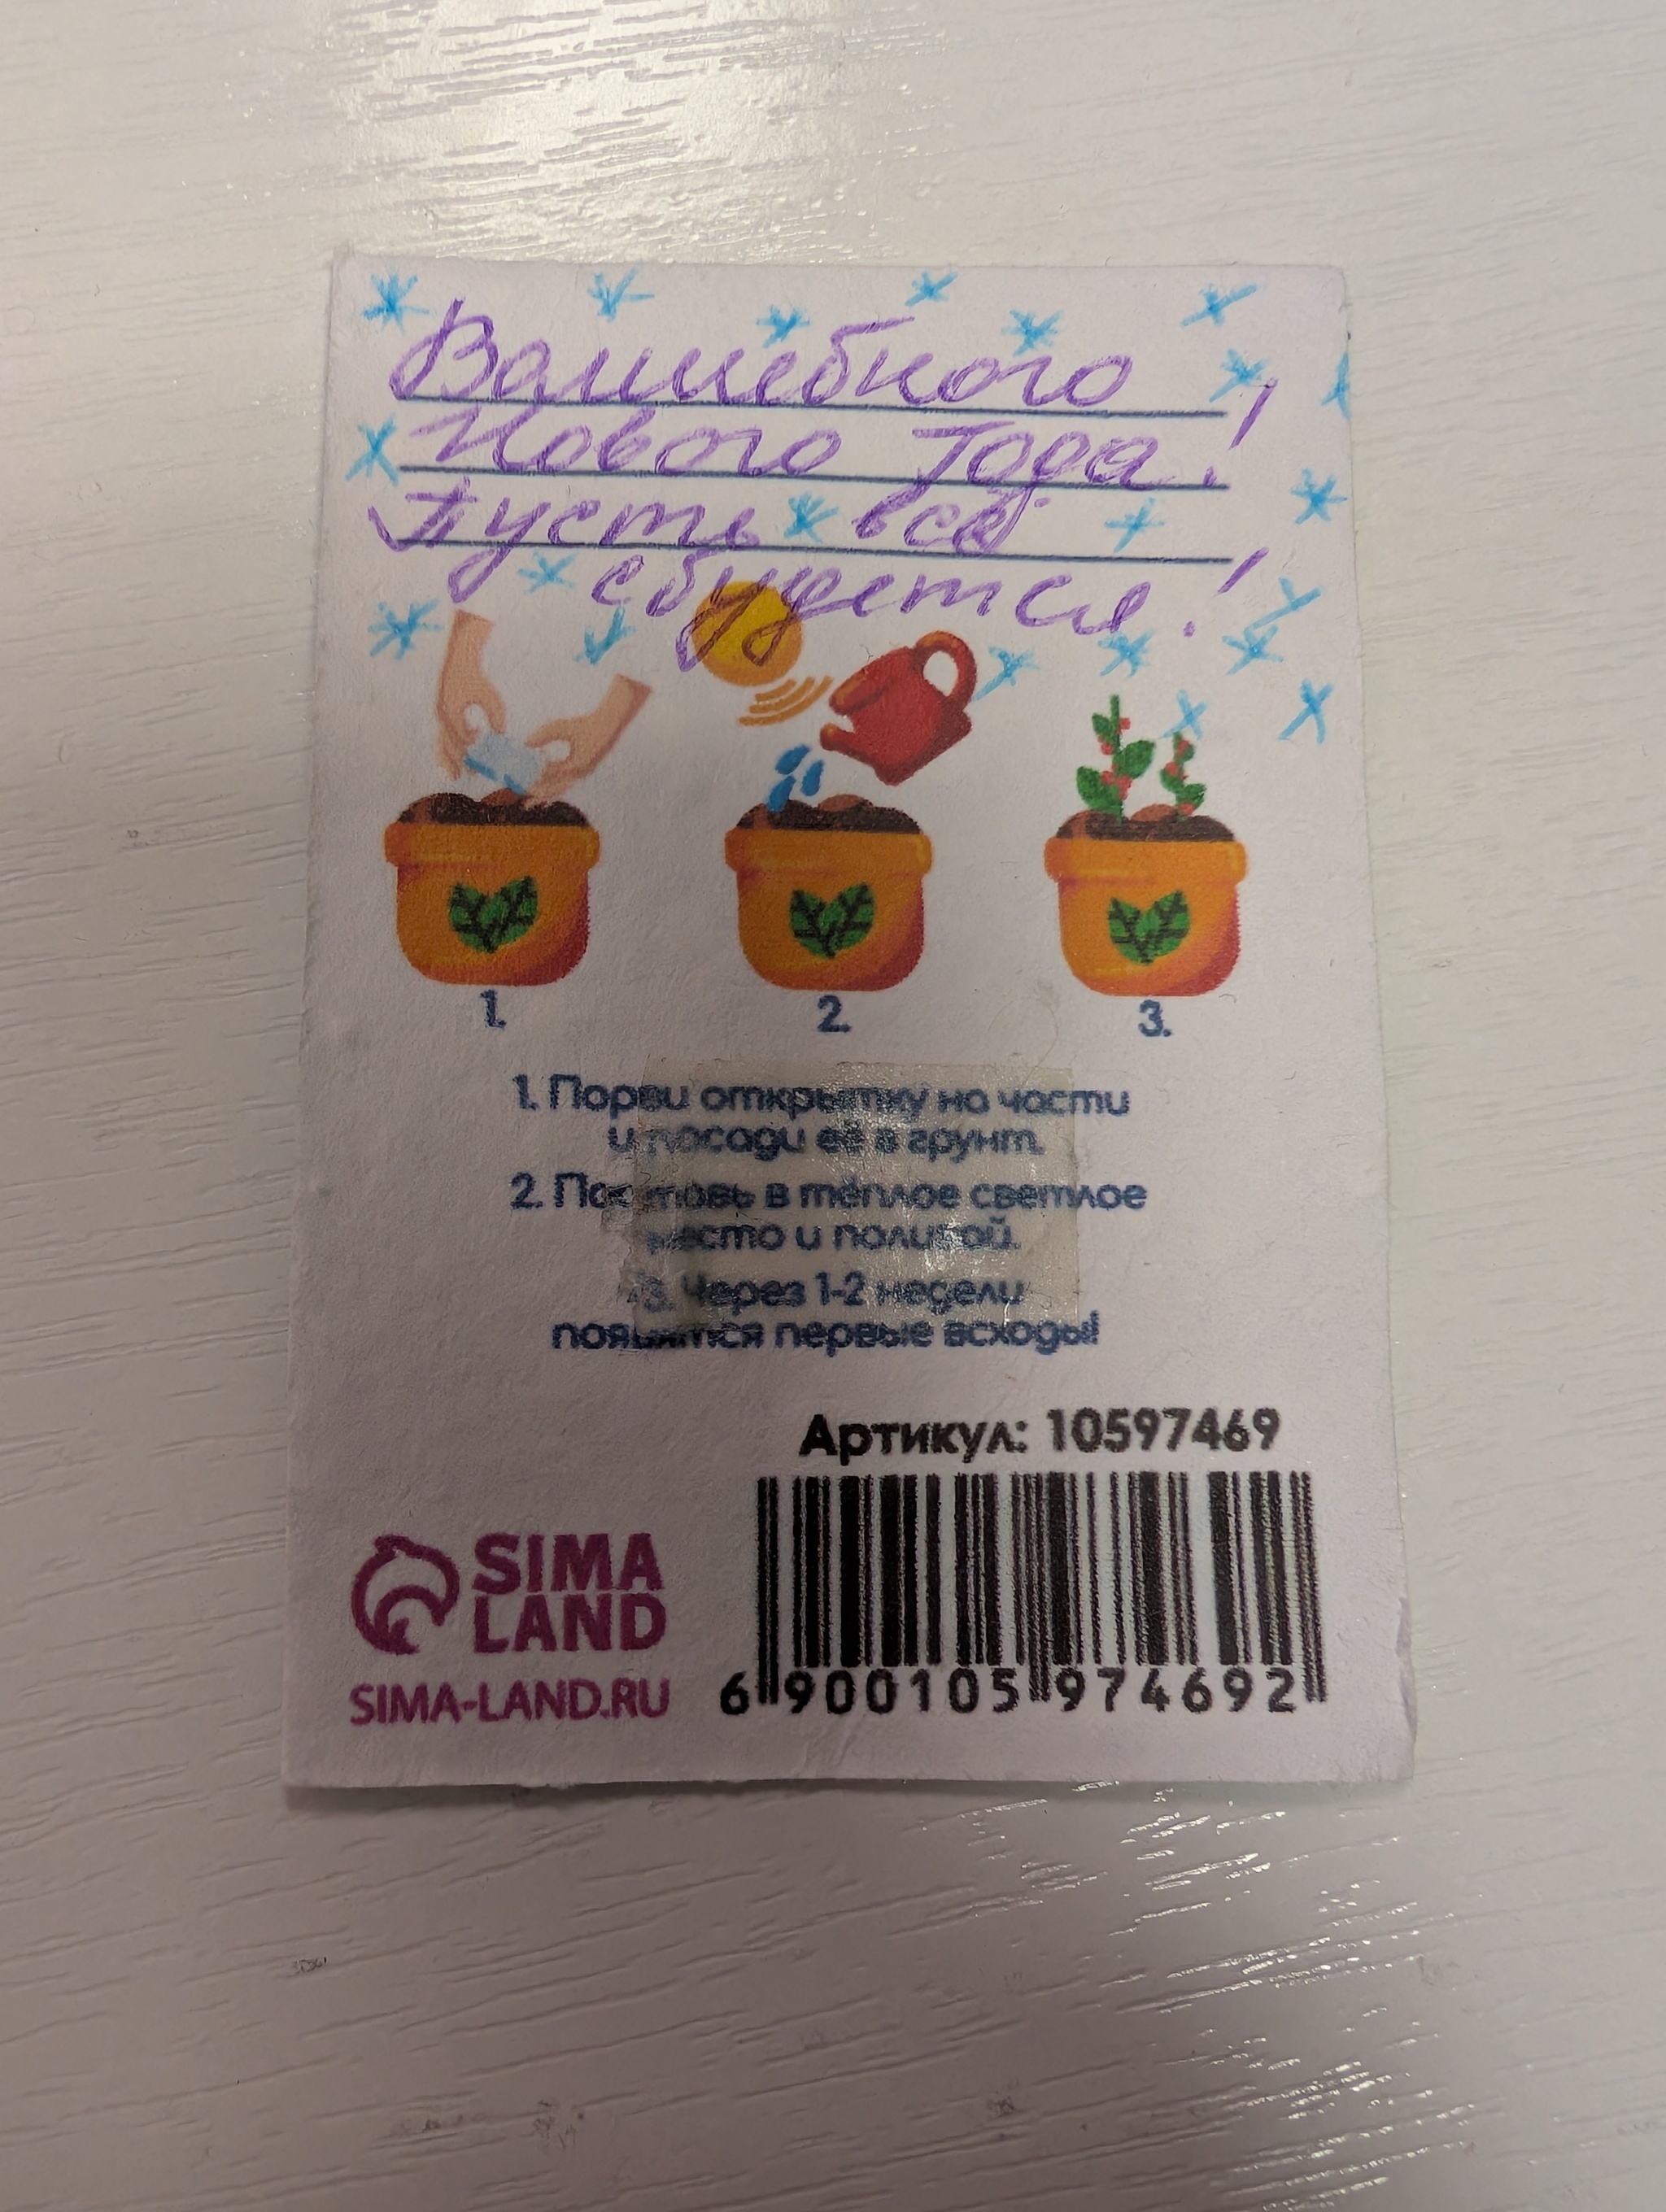 Валшебного
Нового Года!
Пусть всё
сбудется!
1.
2.
3.
1. Порви открытку на части
и посади её в грунт.
2. Поставь в тёплое светлое
место и поливай.
3. Через 1-2 недели
появятся первые всходы!
Артикул: 10597469
SIMA
LAND
SIMA-LAND.RU
6 900105 974692